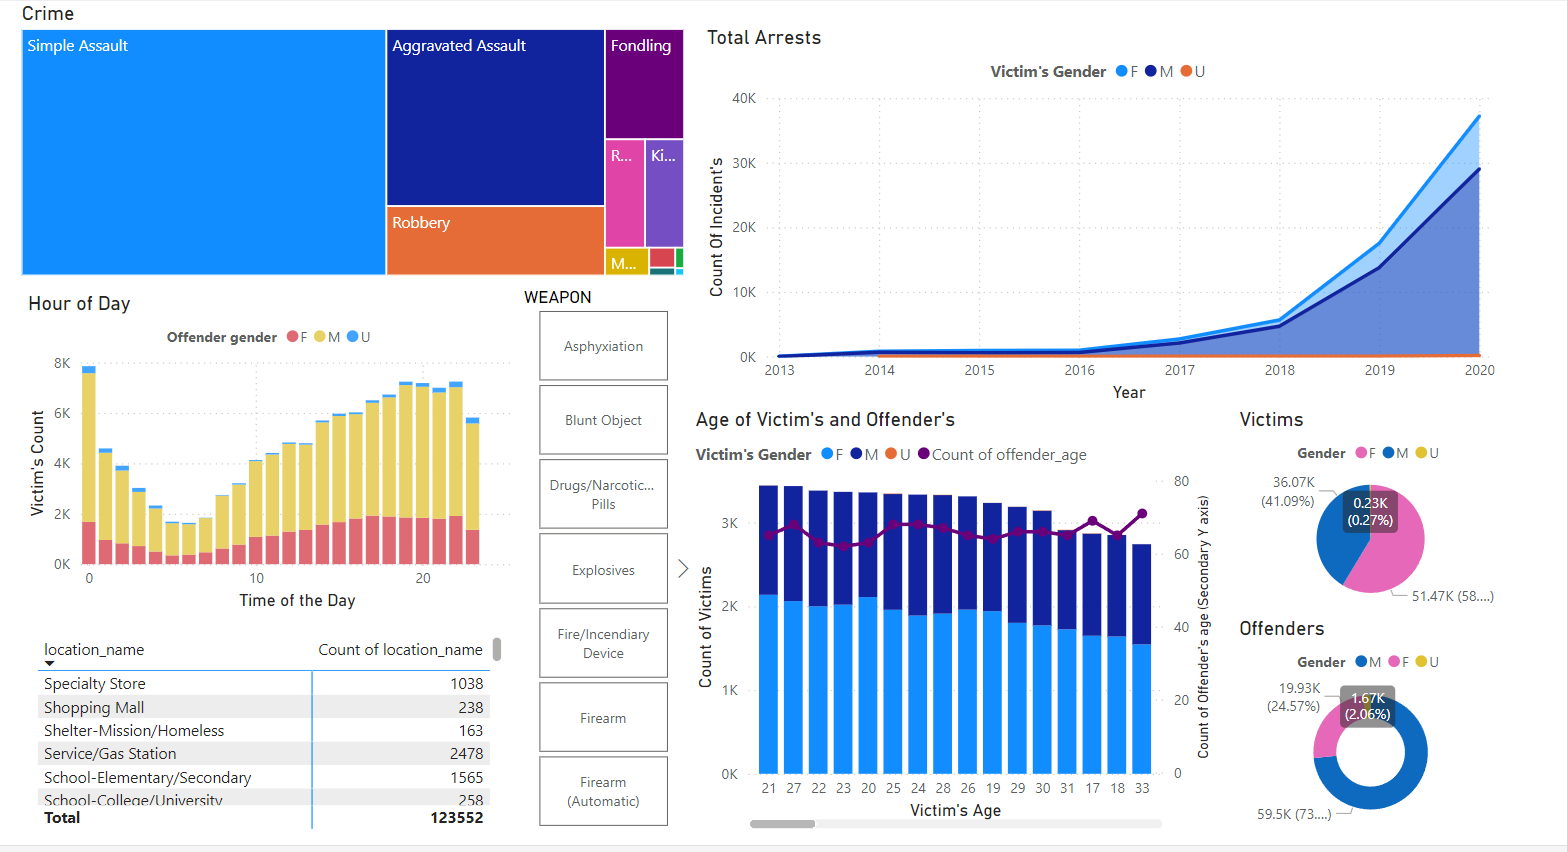 Crime
Simple Assault
Aggravated Assault
Fondling
R...
Ki...
Robbery
M...
Total Arrests
Victim's Gender F M U
Count Of Incident's
40K
30K
20K
10K
0K
2013 2014 2015 2016 2017 2018 2019 2020
Year
Hour of Day
Offender gender F M U
Victim's Count
8K
6K
4K
2K
0K
0 10 20
Time of the Day
WEAPON
Asphyxiation
Blunt Object
Drugs/Narcotic...
Pills
Explosives
Fire/Incendiary
Device
Firearm
Firearm
(Automatic)
location_name Count of location_name
Specialty Store 1038
Shopping Mall 238
Shelter-Mission/Homeless 163
Service/Gas Station 2478
School-Elementary/Secondary 1565
School-College/University 258
Total 123552
Age of Victim's and Offender's
Victim's Gender F M U Count of offender_age
Count of Victims
3K
2K
1K
0K
80
60
40
20
0
Count of Offender's age (Secondary Y axis)
21 27 22 23 20 25 24 28 26 19 29 30 31 17 18 33
Victim's Age
Victims
Gender F M U
36.07K
(41.09%)
0.23K
(0.27%)
51.47K (58....)
Offenders
Gender M F U
19.93K
(24.57%)
1.67K
(2.06%)
59.5K (73....)